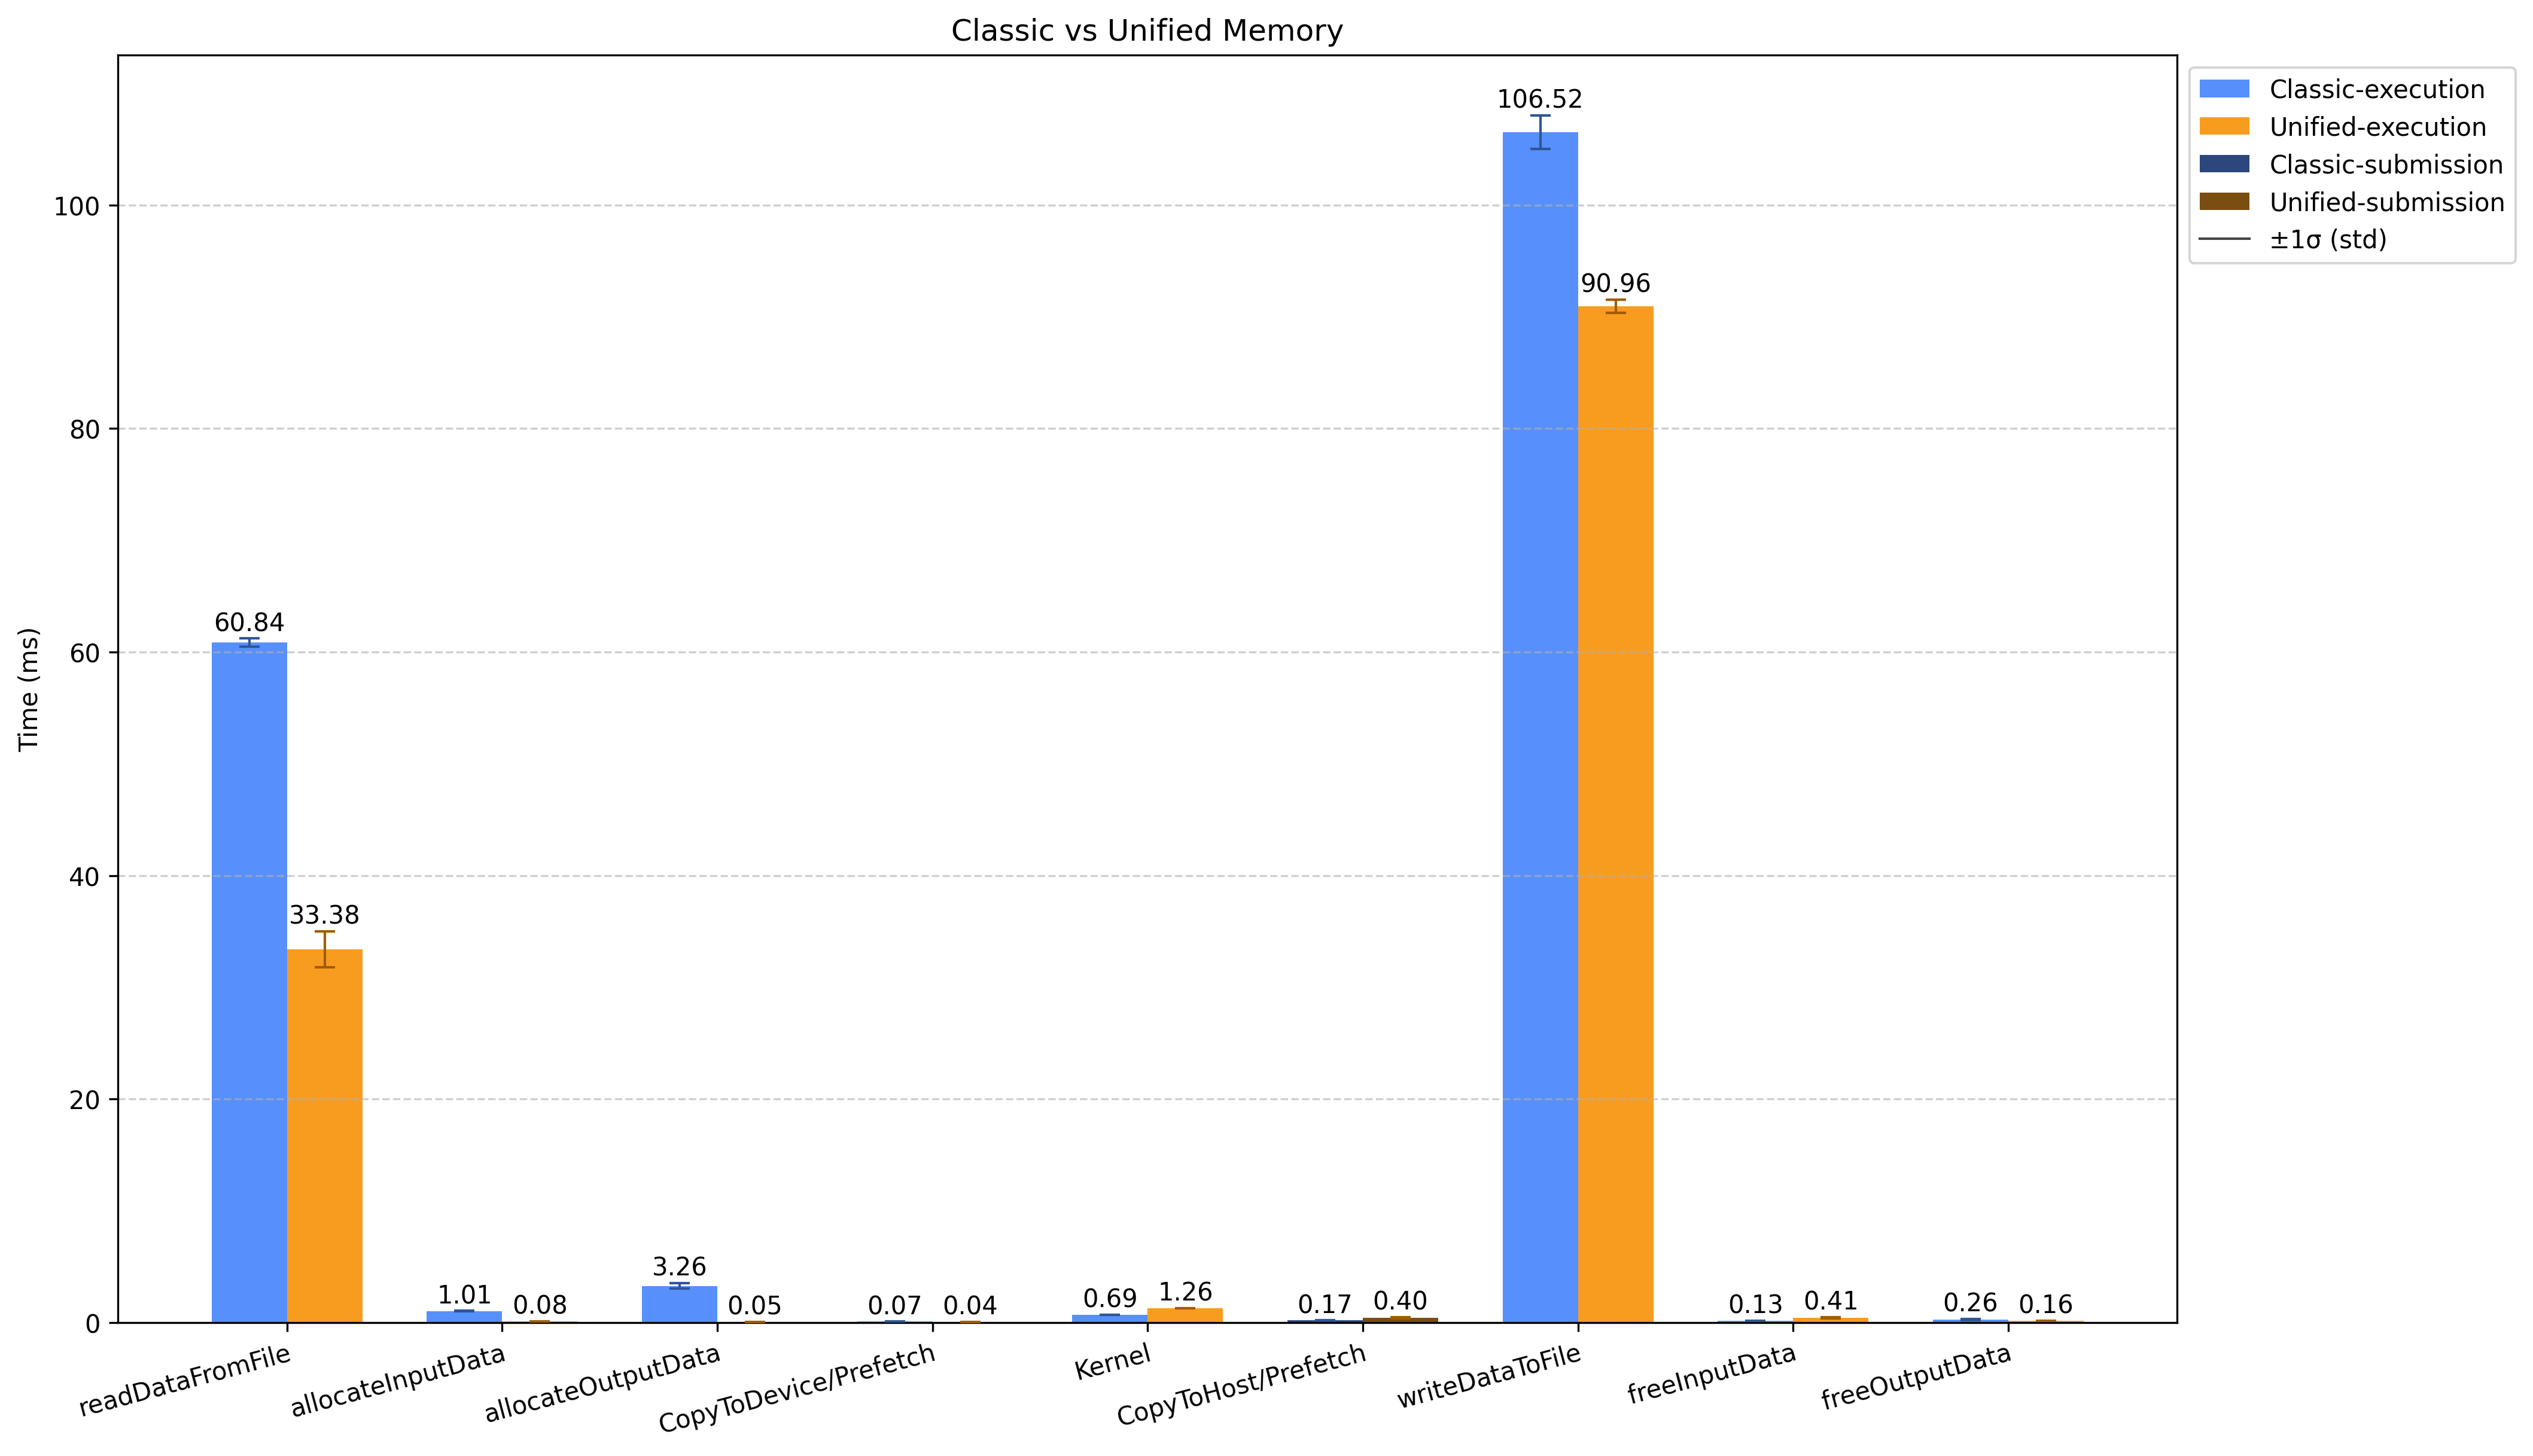 Classic vs Unified Memory
Classic-execution
Unified-execution
Classic-submission
Unified-submission
±1σ (std)
Time (ms)
100
80
60
40
20
0
60.84
33.38
1.01
0.08
3.26
0.05
0.07
0.04
0.69
1.26
0.17
0.40
106.52
90.96
0.13
0.41
0.26
0.16
readDataFromFile
allocateInputData
allocateOutputData
CopyToDevice/Prefetch
Kernel
CopyToHost/Prefetch
writeDataToFile
freeInputData
freeOutputData